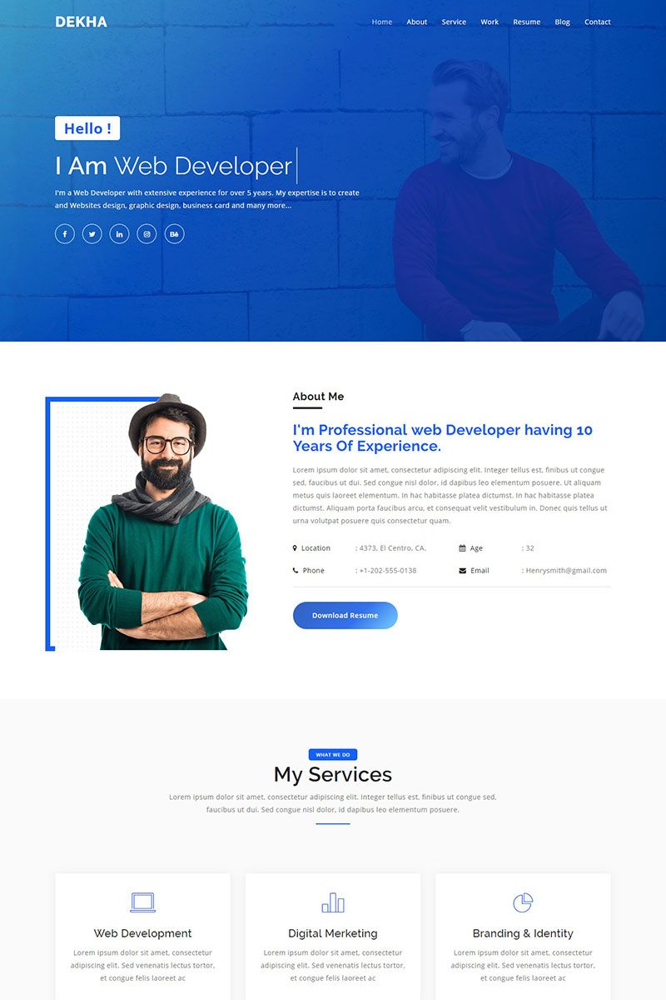 DEKHA
Home About Service Work Resume Blog Contact
Hello !
I Am Web Developer
I'm a Web Developer with extensive experience for over 5 years. My expertise is to create
and Websites design, graphic design, business card and many more...
f in Bē
About Me
I'm Professional web Developer having 10
Years Of Experience.
Lorem ipsum dolor sit amet, consectetur adipiscing elit. Integer tellus est, finibus ut congue
sed, faucibus ut dui. Sed congue nisl dolor, id dapibus leo elementum posuere. Ut aliquam
metus quis laoreet elementum. In hac habitasse platea dictumst. In hac habitasse platea
dictumst. Aliquam porta faucibus arcu, et consequat velit vestibulum in. Donec quis tellus ut
urna volutpat posuere quis consectetur quam.
Location : 4373, El Centro, CA. Age : 32
Phone : +1-202-555-0138 Email : Henrysmith@gmail.com
Download Resume
WHAT WE DO
My Services
Lorem ipsum dolor sit amet, consectetur adipiscing elit. Integer tellus est, finibus ut congue sed,
faucibus ut dui. Sed congue nisl dolor, id dapibus leo elementum posuere.
Web Development
Lorem ipsum dolor sit amet, consectetur
adipiscing elit. Sed venenatis lectus tortor,
et congue felis laoreet ac
Digital Merketing
Lorem ipsum dolor sit amet, consectetur
adipiscing elit. Sed venenatis lectus tortor,
et congue felis laoreet ac
Branding & Identity
Lorem ipsum dolor sit amet, consectetur
adipiscing elit. Sed venenatis lectus tortor,
et congue felis laoreet ac